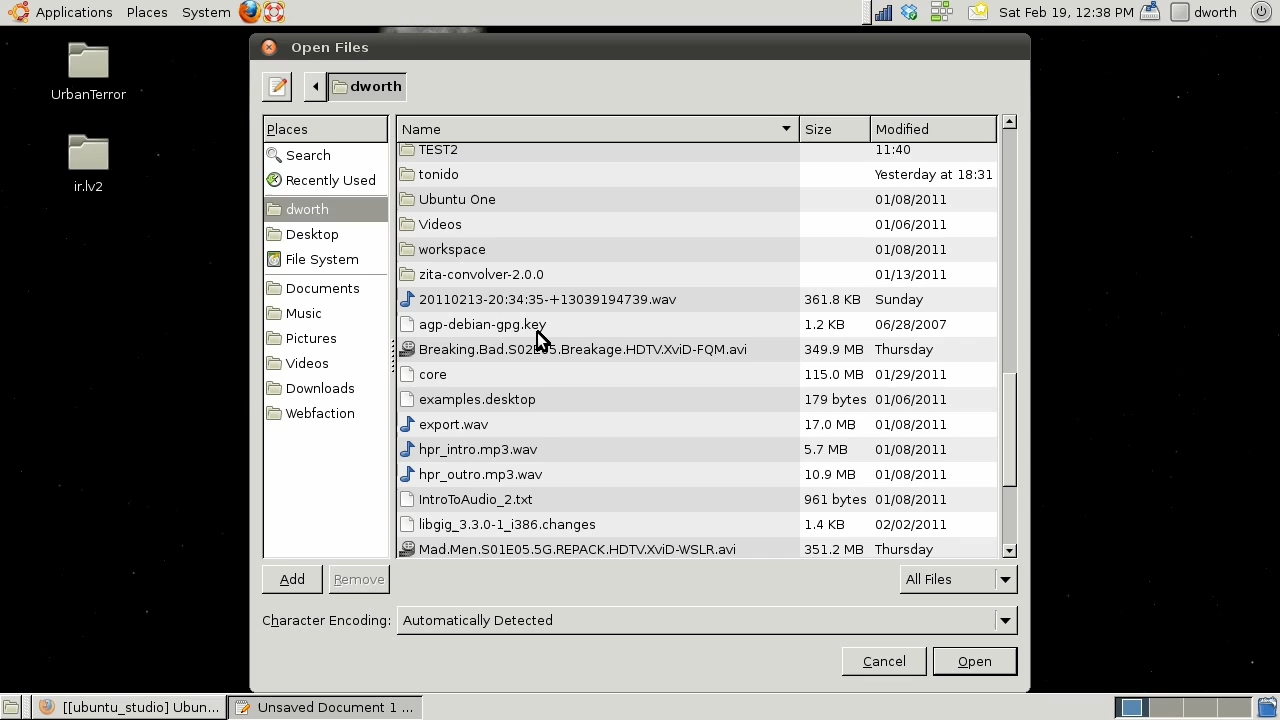 Applications Places System Sat Feb 19, 12:38 PM dworth
UrbanTerror
ir.lv2
Open Files
dworth
Places
Search
Recently Used
dworth
Desktop
File System
Documents
Music
Pictures
Videos
Downloads
Webfaction
Name Size Modified
TEST2 11:40
tonido Yesterday at 18:31
Ubuntu One 01/08/2011
Videos 01/06/2011
workspace 01/08/2011
zita-convolver-2.0.0 01/13/2011
20110213-20:34:35-+13039194739.wav 361.8 KB Sunday
agp-debian-gpg.key 1.2 KB 06/28/2007
349.8 MB Thursday
core 115.0 MB 01/29/2011
examples.desktop 179 bytes 01/06/2011
export.wav 17.0 MB 01/08/2011
hpr_intro.mp3.wav 5.7 MB 01/08/2011
hpr_outro.mp3.wav 10.9 MB 01/08/2011
IntroToAudio_2.txt 961 bytes 01/08/2011
libgig_3.3.0-1_i386.changes 1.4 KB 02/02/2011
Mad.Men.S01E05.5G.REPACK.HDTV.XviD-WSLR.avi 351.2 MB Thursday
Add Remove All Files
Character Encoding: Automatically Detected
Cancel Open
[[ubuntu_studio] Ubun... Unsaved Document 1 ...